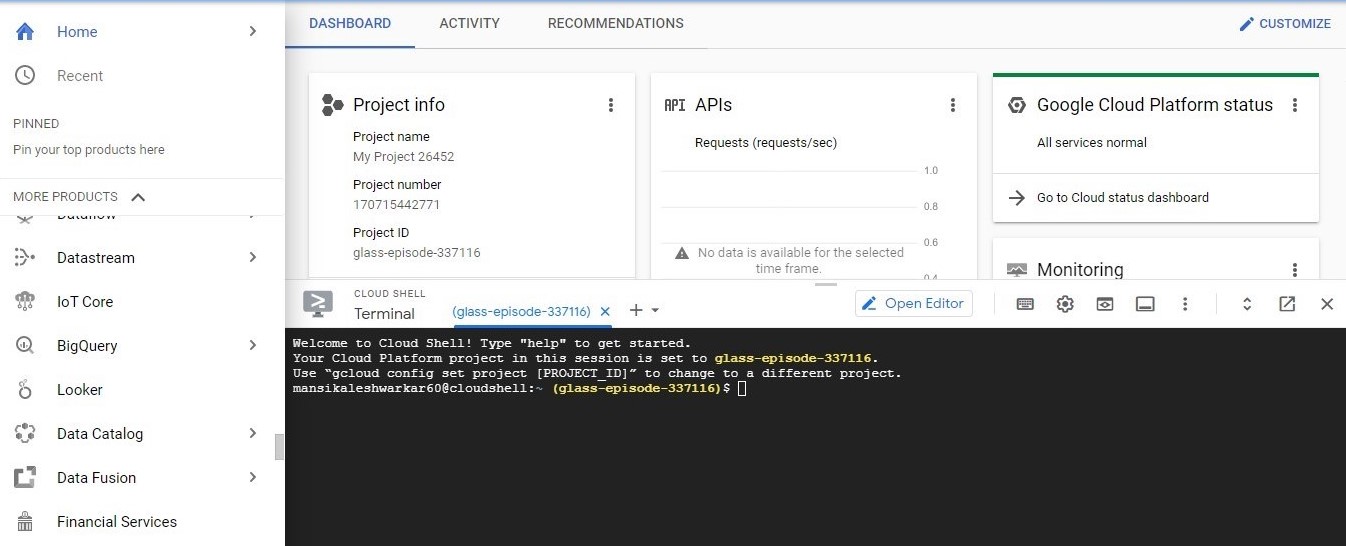 Home
Recent
PINNED
Pin your top products here
MORE PRODUCTS
Dataflow
Datastream
IoT Core
BigQuery
Looker
Data Catalog
Data Fusion
Financial Services
DASHBOARD
ACTIVITY
RECOMMENDATIONS
CUSTOMIZE
Project info
Project name
My Project 26452
Project number
170715442771
Project ID
glass-episode-337116
API APIs
Requests (requests/sec)
1.0
0.8
0.6
0.4
No data is available for the selected
time frame.
Google Cloud Platform status
All services normal
Go to Cloud status dashboard
Monitoring
CLOUD SHELL
Terminal
(glass-episode-337116)
Open Editor
Welcome to Cloud Shell! Type "help" to get started.
Your Cloud Platform project in this session is set to glass-episode-337116.
Use “gcloud config set project [PROJECT_ID]” to change to a different project.
mansikaleshwarkar60@cloudshell:~ (glass-episode-337116)$